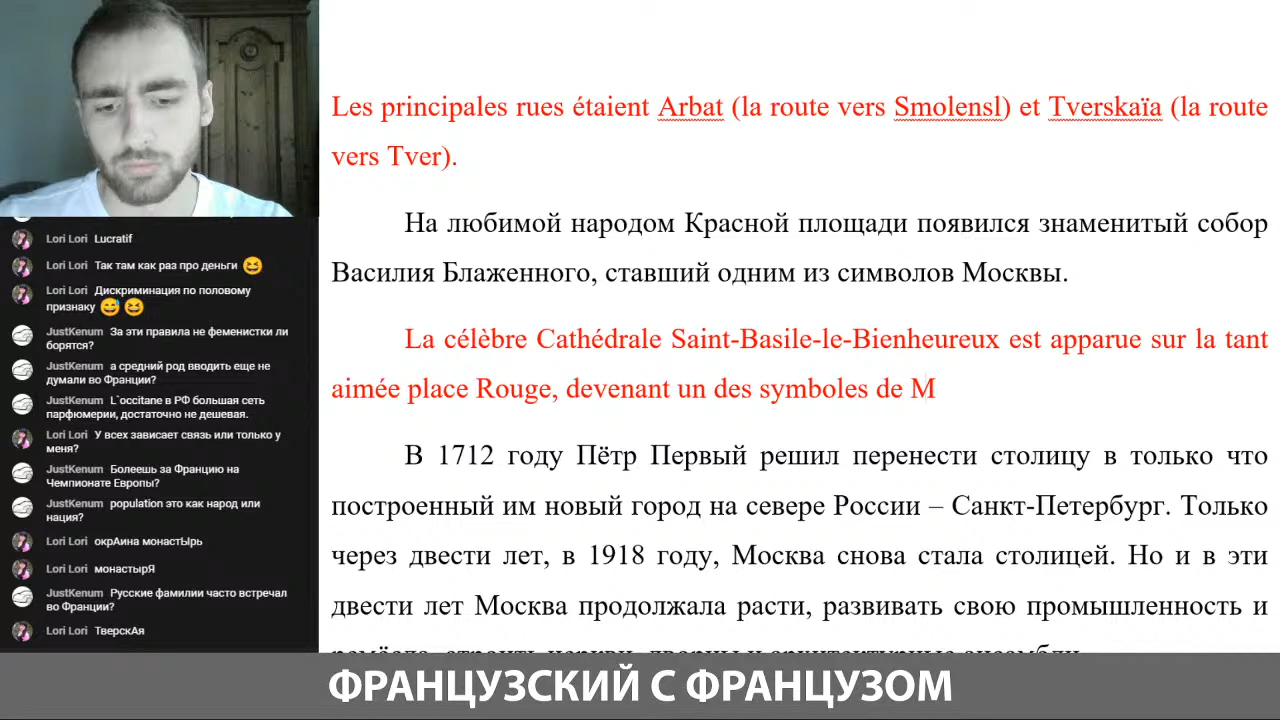 Les principales rues étaient Arbat (la route vers Smolensl) et Tverskaïa (la route
vers Tver).
На любимой народом Красной площади появился знаменитый собор
Василия Блаженного, ставший одним из символов Москвы.
La célèbre Cathédrale Saint-Basile-le-Bienheureux est apparue sur la tant
aimée place Rouge, devenant un des symboles de M
В 1712 году Пётр Первый решил перенести столицу в только что
построенный им новый город на севере России – Санкт-Петербург. Только
через двести лет, в 1918 году, Москва снова стала столицей. Но и в эти
двести лет Москва продолжала расти, развивать свою промышленность и
Lori Lori Lucratif
Lori Lori Так там как раз про деньги
Lori Lori Дискриминация по половому
признаку
JustKenum За эти правила не феменистки ли
борятся?
JustKenum а средний род вводить еще не
думали во Франции?
JustKenum L`occitane в РФ большая сеть
парфюмерии, достаточно не дешевая.
Lori Lori У всех зависает связь или только у
меня?
JustKenum Болеешь за Францию на
Чемпионате Европы?
JustKenum population это как народ или
нация?
Lori Lori окрАина монастЫрь
Lori Lori монастырЯ
JustKenum Русские фамилии часто встречал
во Франции?
Lori Lori ТверскАя
ФРАНЦУЗСКИЙ С ФРАНЦУЗОМ